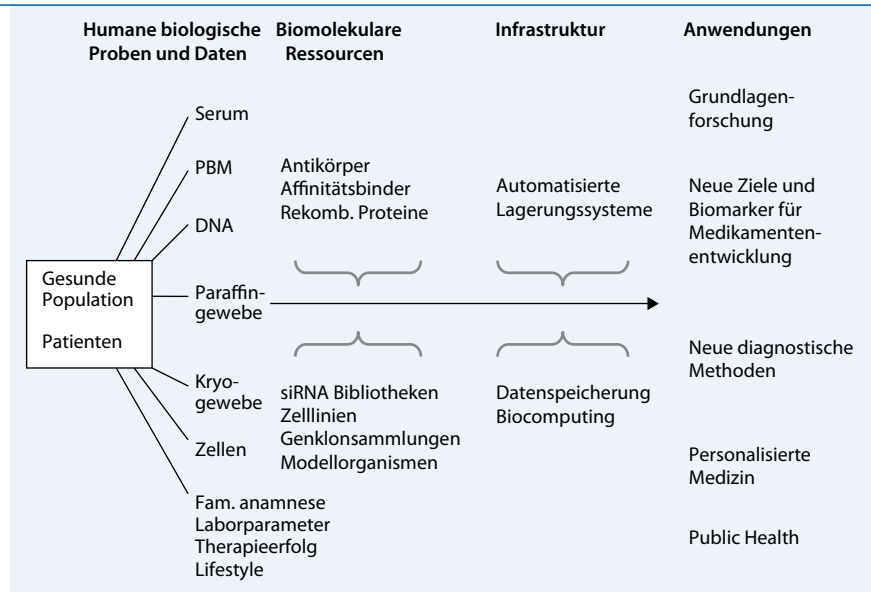 Humane biologische
Proben und Daten
Biomolekulare
Ressourcen
Infrastruktur
Anwendungen
Gesunde
Population
Patienten
Serum
PBM
DNA
Paraffin-
gewebe
Kryo-
gewebe
Zellen
Fam. anamnese
Laborparameter
Therapieerfolg
Lifestyle
Antikörper
Affinitätsbinder
Rekomb. Proteine
siRNA Bibliotheken
Zelllinien
Genklonsammlungen
Modellorganismen
Automatisierte
Lagerungssysteme
Datenspeicherung
Biocomputing
Grundlagen-
forschung
Neue Ziele und
Biomarker für
Medikamenten-
entwicklung
Neue diagnostische
Methoden
Personalisierte
Medizin
Public Health